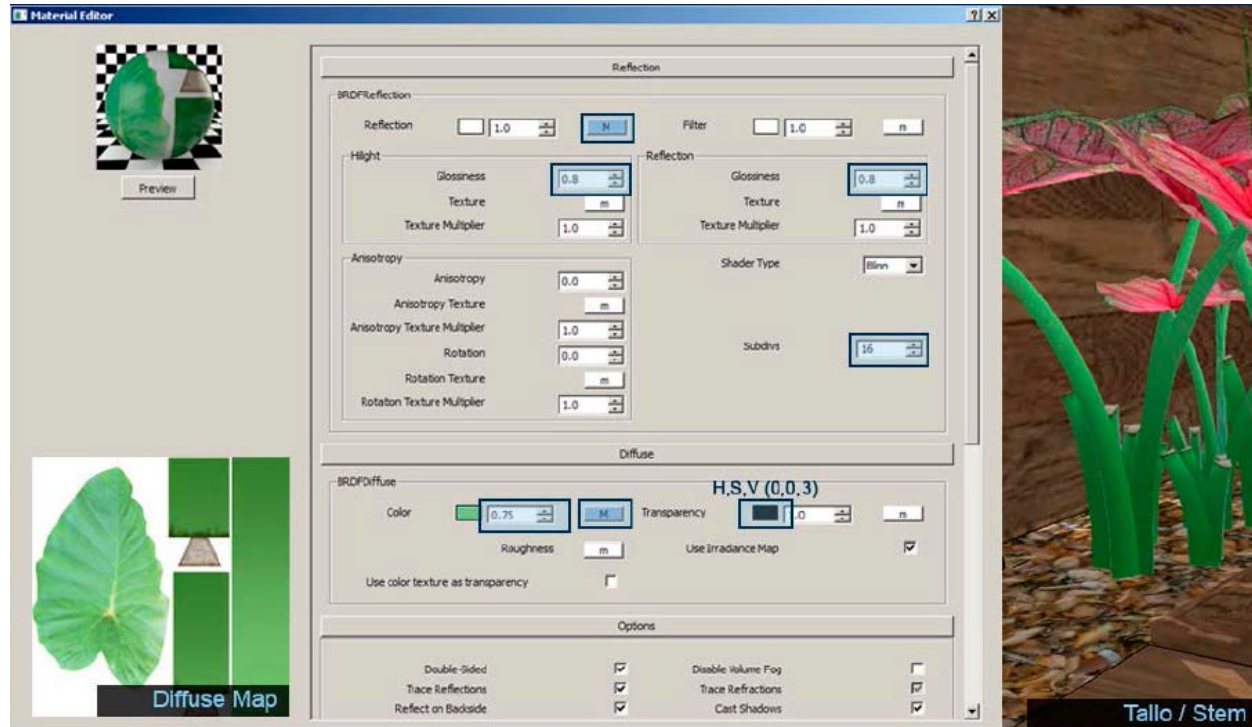 Material Editor
Preview
Reflection
BRDFReflection
Reflection 1.0 M Filter 1.0 m
Hilight Reflection
Glossiness 0.8 Glossiness 0.8
Texture m Texture m
Texture Multiplier 1.0 Texture Multiplier 1.0
Anisotropy Shader Type Blinn
Anisotropy 0.0
Anisotropy Texture m
Anisotropy Texture Multiplier 1.0
Rotation 0.0 Subdivs 16
Rotation Texture m
Rotation Texture Multiplier 1.0
Diffuse
BRDFDiffuse
H,S,V (0,0,3)
Color 0.75 M Transparency 1.0 m
Roughness m Use Irradiance Map
Use color texture as transparency
Options
Double-Sided Disable Volume Fog
Trace Reflections Trace Refractions
Reflect on Backside Cast Shadows
Diffuse Map
Tallo / Stem